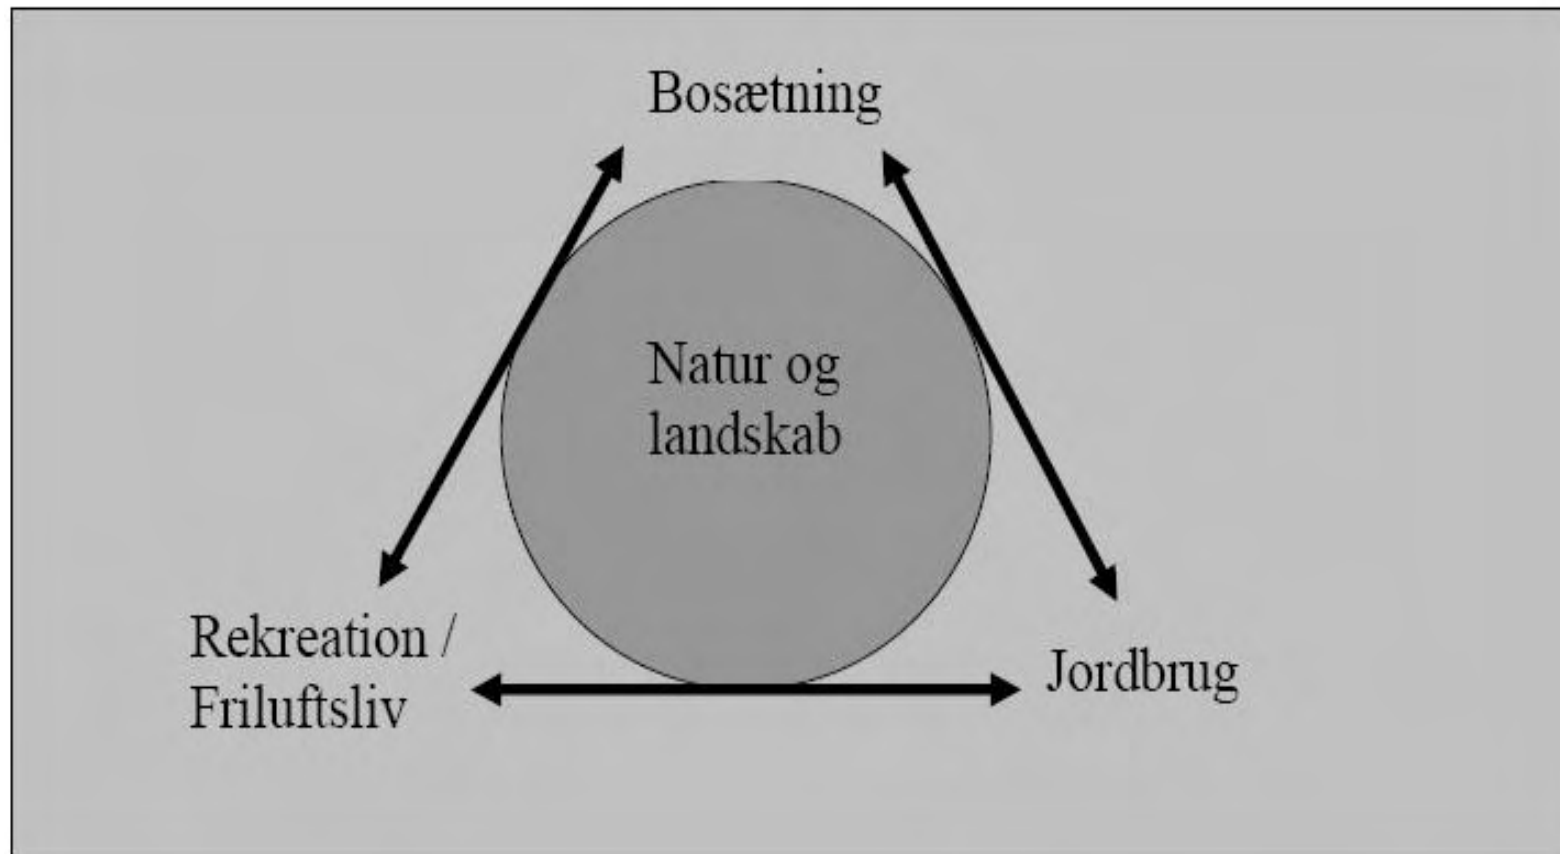 Bosætning
Natur og
landskab
Rekreation /
Friluftsliv
Jordbrug